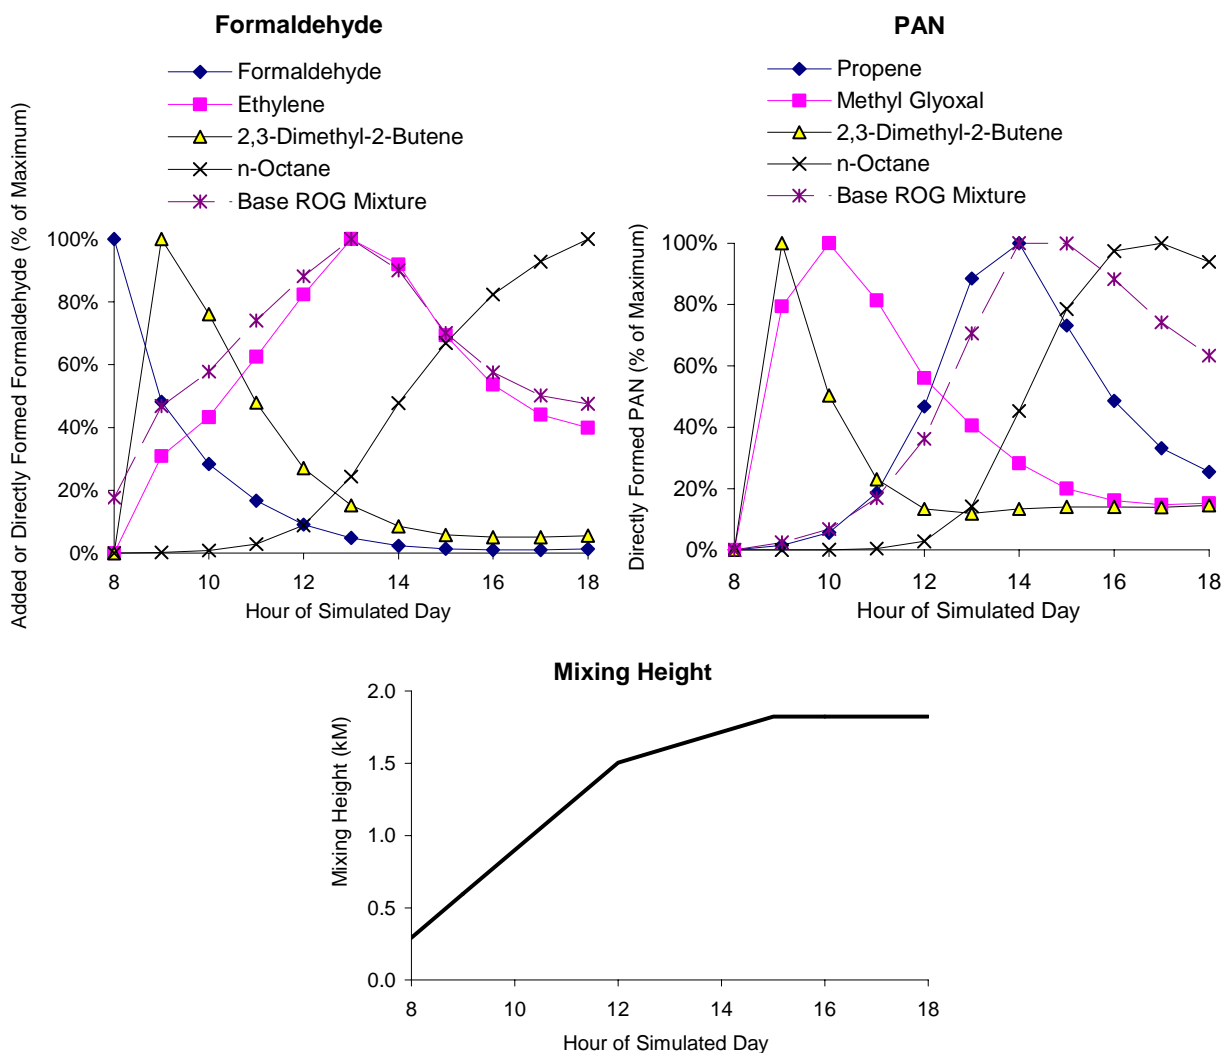 Formaldehyde
Formaldehyde
Ethylene
2,3-Dimethyl-2-Butene
n-Octane
Base ROG Mixture
Added or Directly Formed Formaldehyde (% of Maximum)
100%
80%
60%
40%
20%
0%
8 10 12 14 16 18
Hour of Simulated Day
PAN
Propene
Methyl Glyoxal
2,3-Dimethyl-2-Butene
n-Octane
Base ROG Mixture
Directly Formed PAN (% of Maximum)
100%
80%
60%
40%
20%
0%
8 10 12 14 16 18
Hour of Simulated Day
Mixing Height
Mixing Height (kM)
2.0
1.5
1.0
0.5
0.0
8 10 12 14 16 18
Hour of Simulated Day